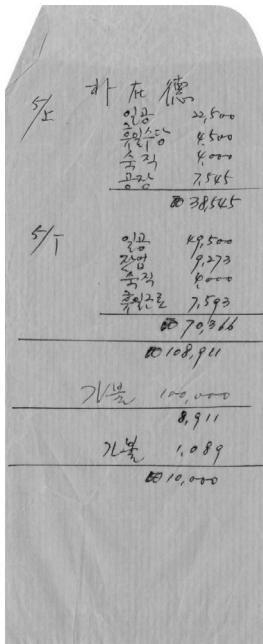 朴在德
5/上
일공 22,500
휴일수당 4,500
숙직 4,000
공장 7,545
₩38,545
5/下
일공 49,500
잔업 9,273
숙직 4,000
휴일근로 7,593
₩70,366
₩108,911
가불 100,000
8,911
가불 1,089
₩10,000